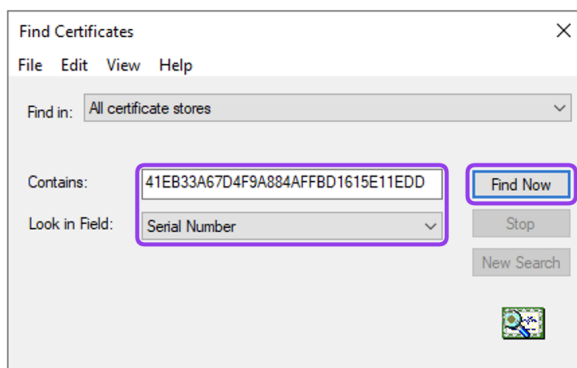 Find Certificates
File Edit View Help
Find in: All certificate stores
Contains: 41EB33A67D4F9A884AFFBD1615E11EDD Find Now
Look in Field: Serial Number Stop
New Search